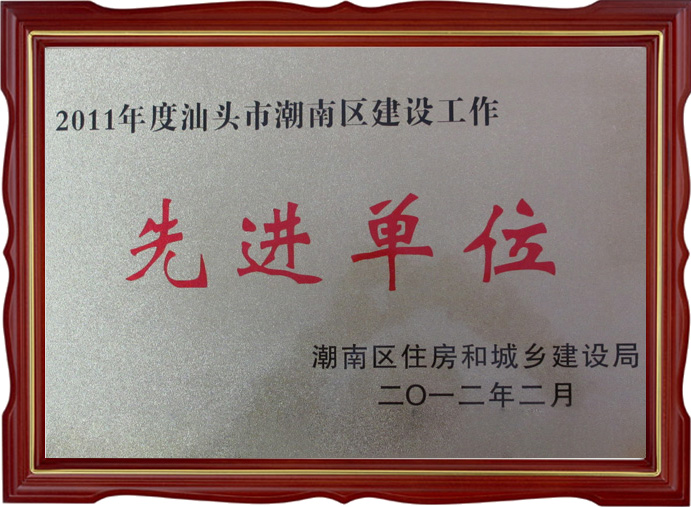 2011年度汕头市潮南区建设工作
先进单位
潮南区住房和城乡建设局
二〇一二年二月